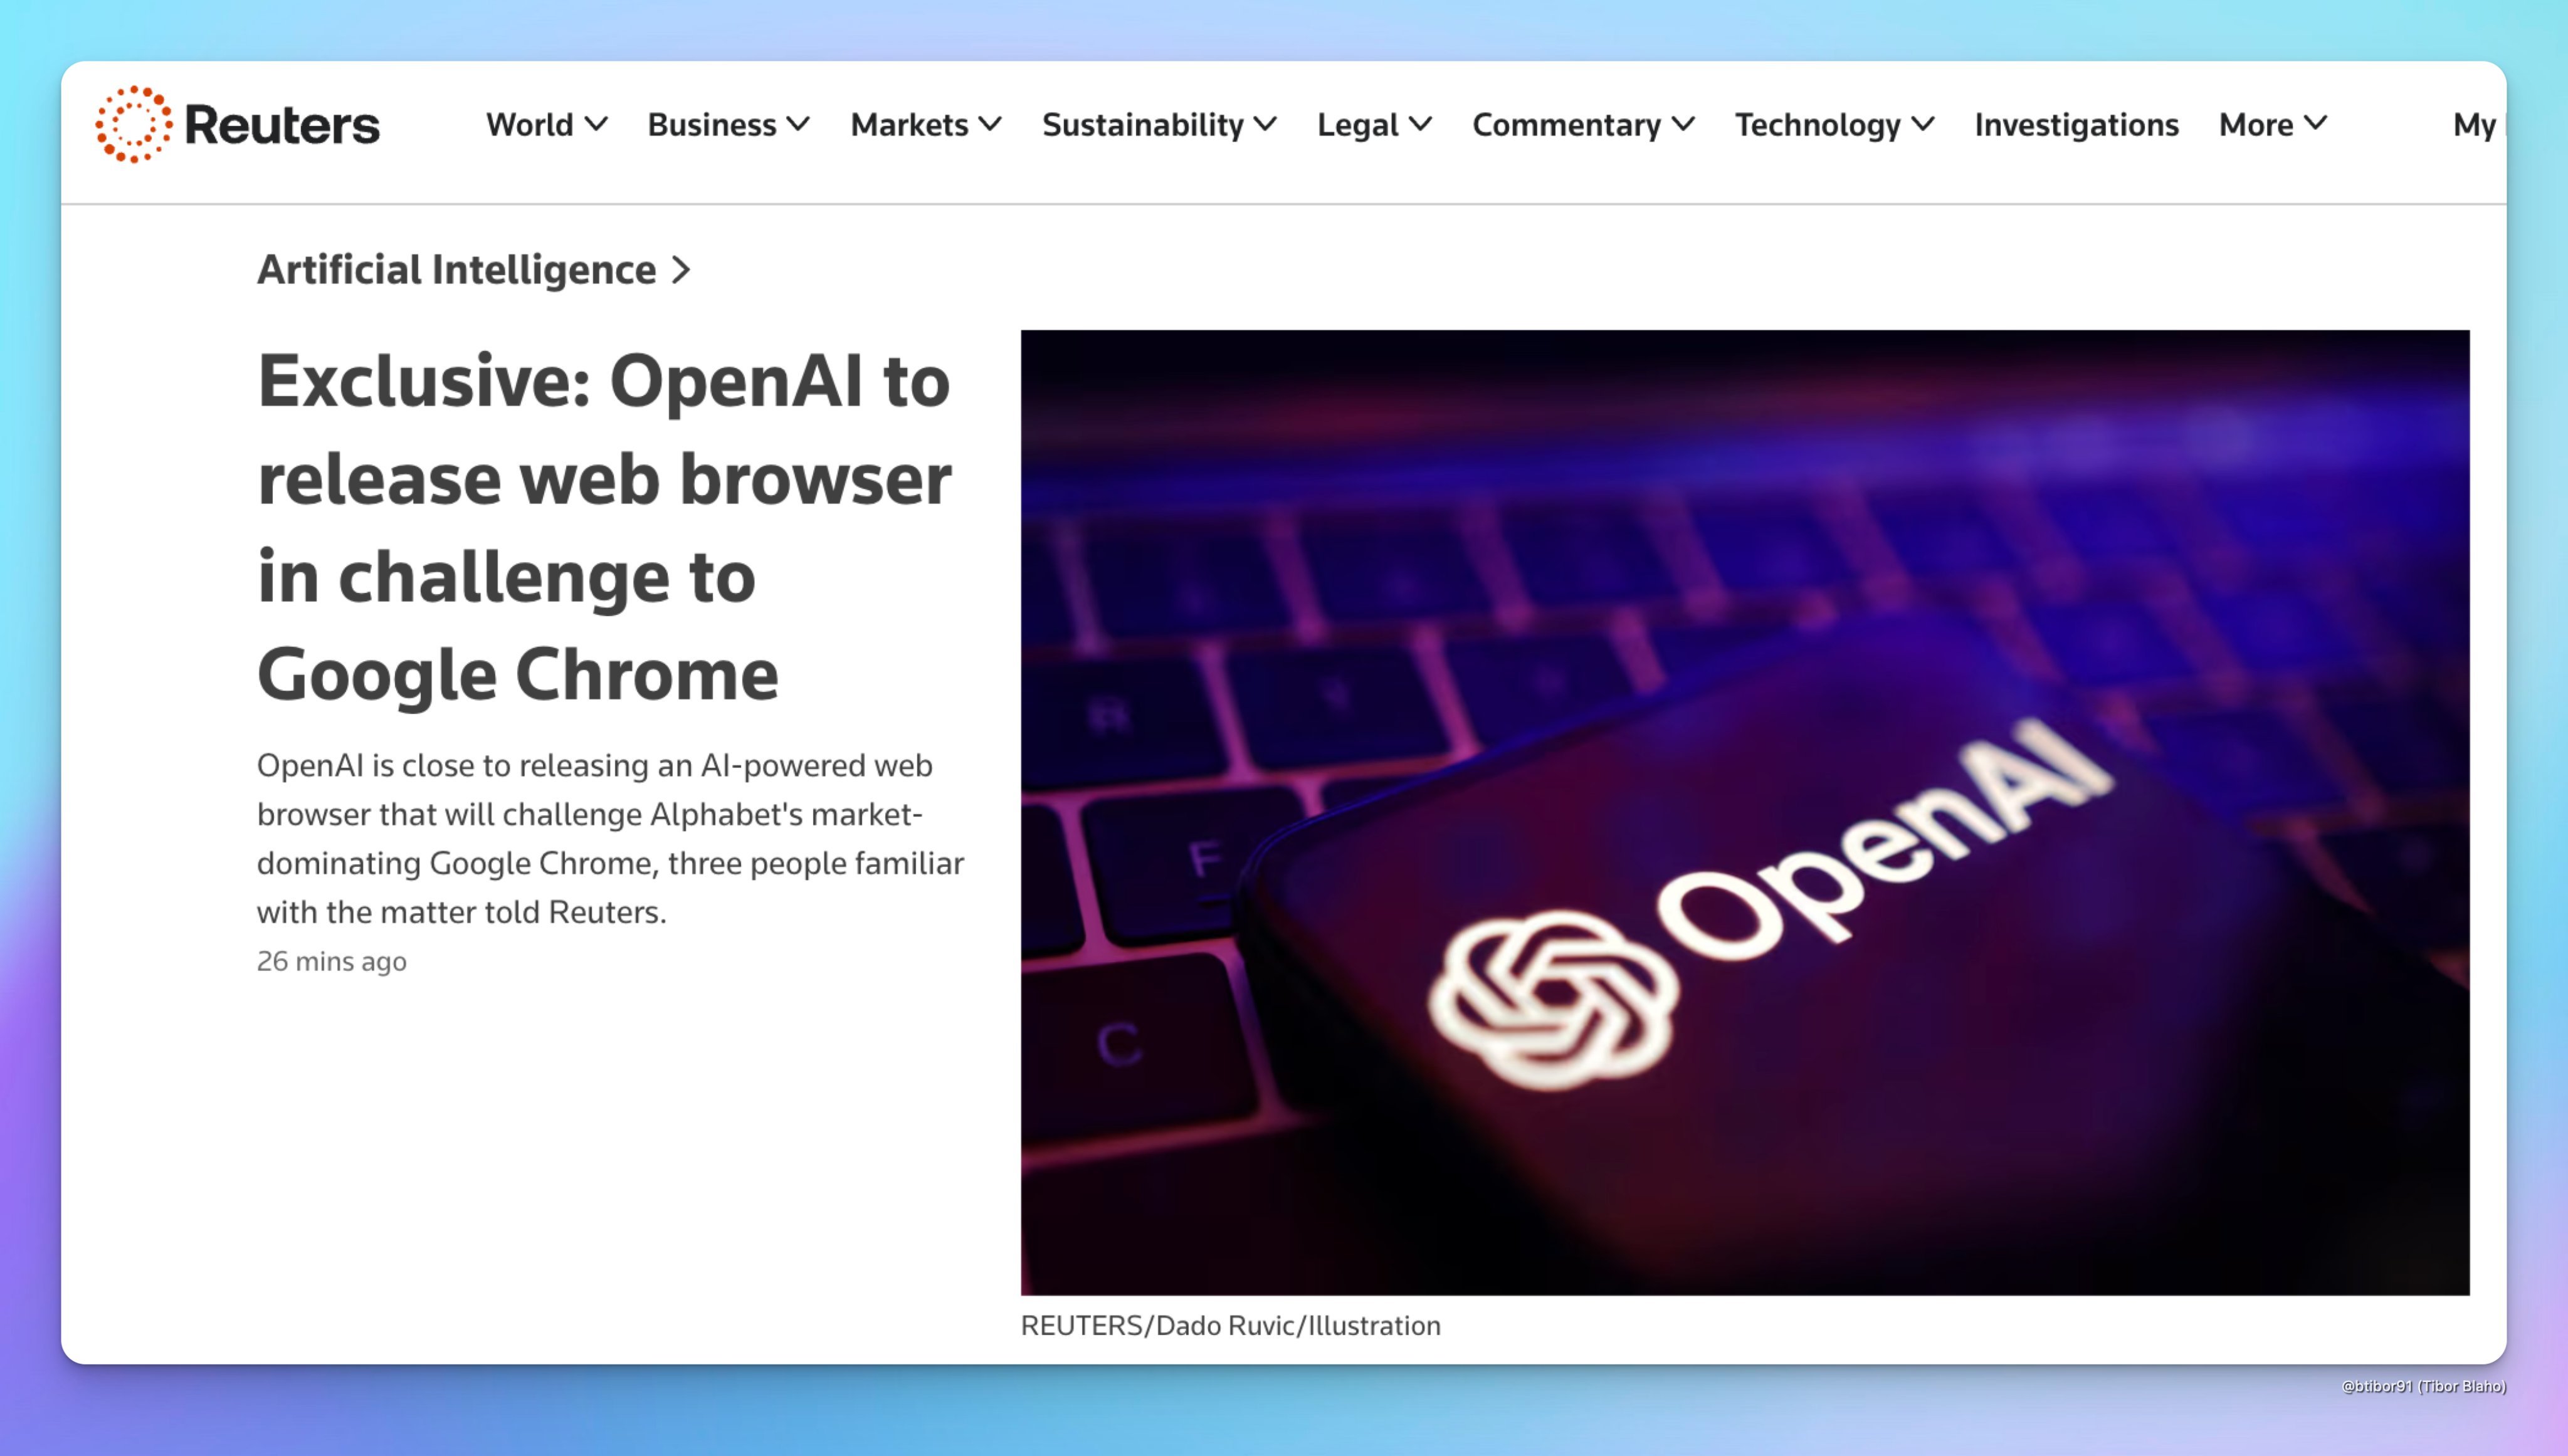 Reuters
World
Business
Markets
Sustainability
Legal
Commentary
Technology
Investigations
More
My
Artificial Intelligence
Exclusive: OpenAI to
release web browser
in challenge to
Google Chrome
OpenAI is close to releasing an AI-powered web
browser that will challenge Alphabet's market-
dominating Google Chrome, three people familiar
with the matter told Reuters.
26 mins ago
R
F
C
OpenAI
REUTERS/Dado Ruvic/Illustration
@btibor91 (Tibor Blaho)